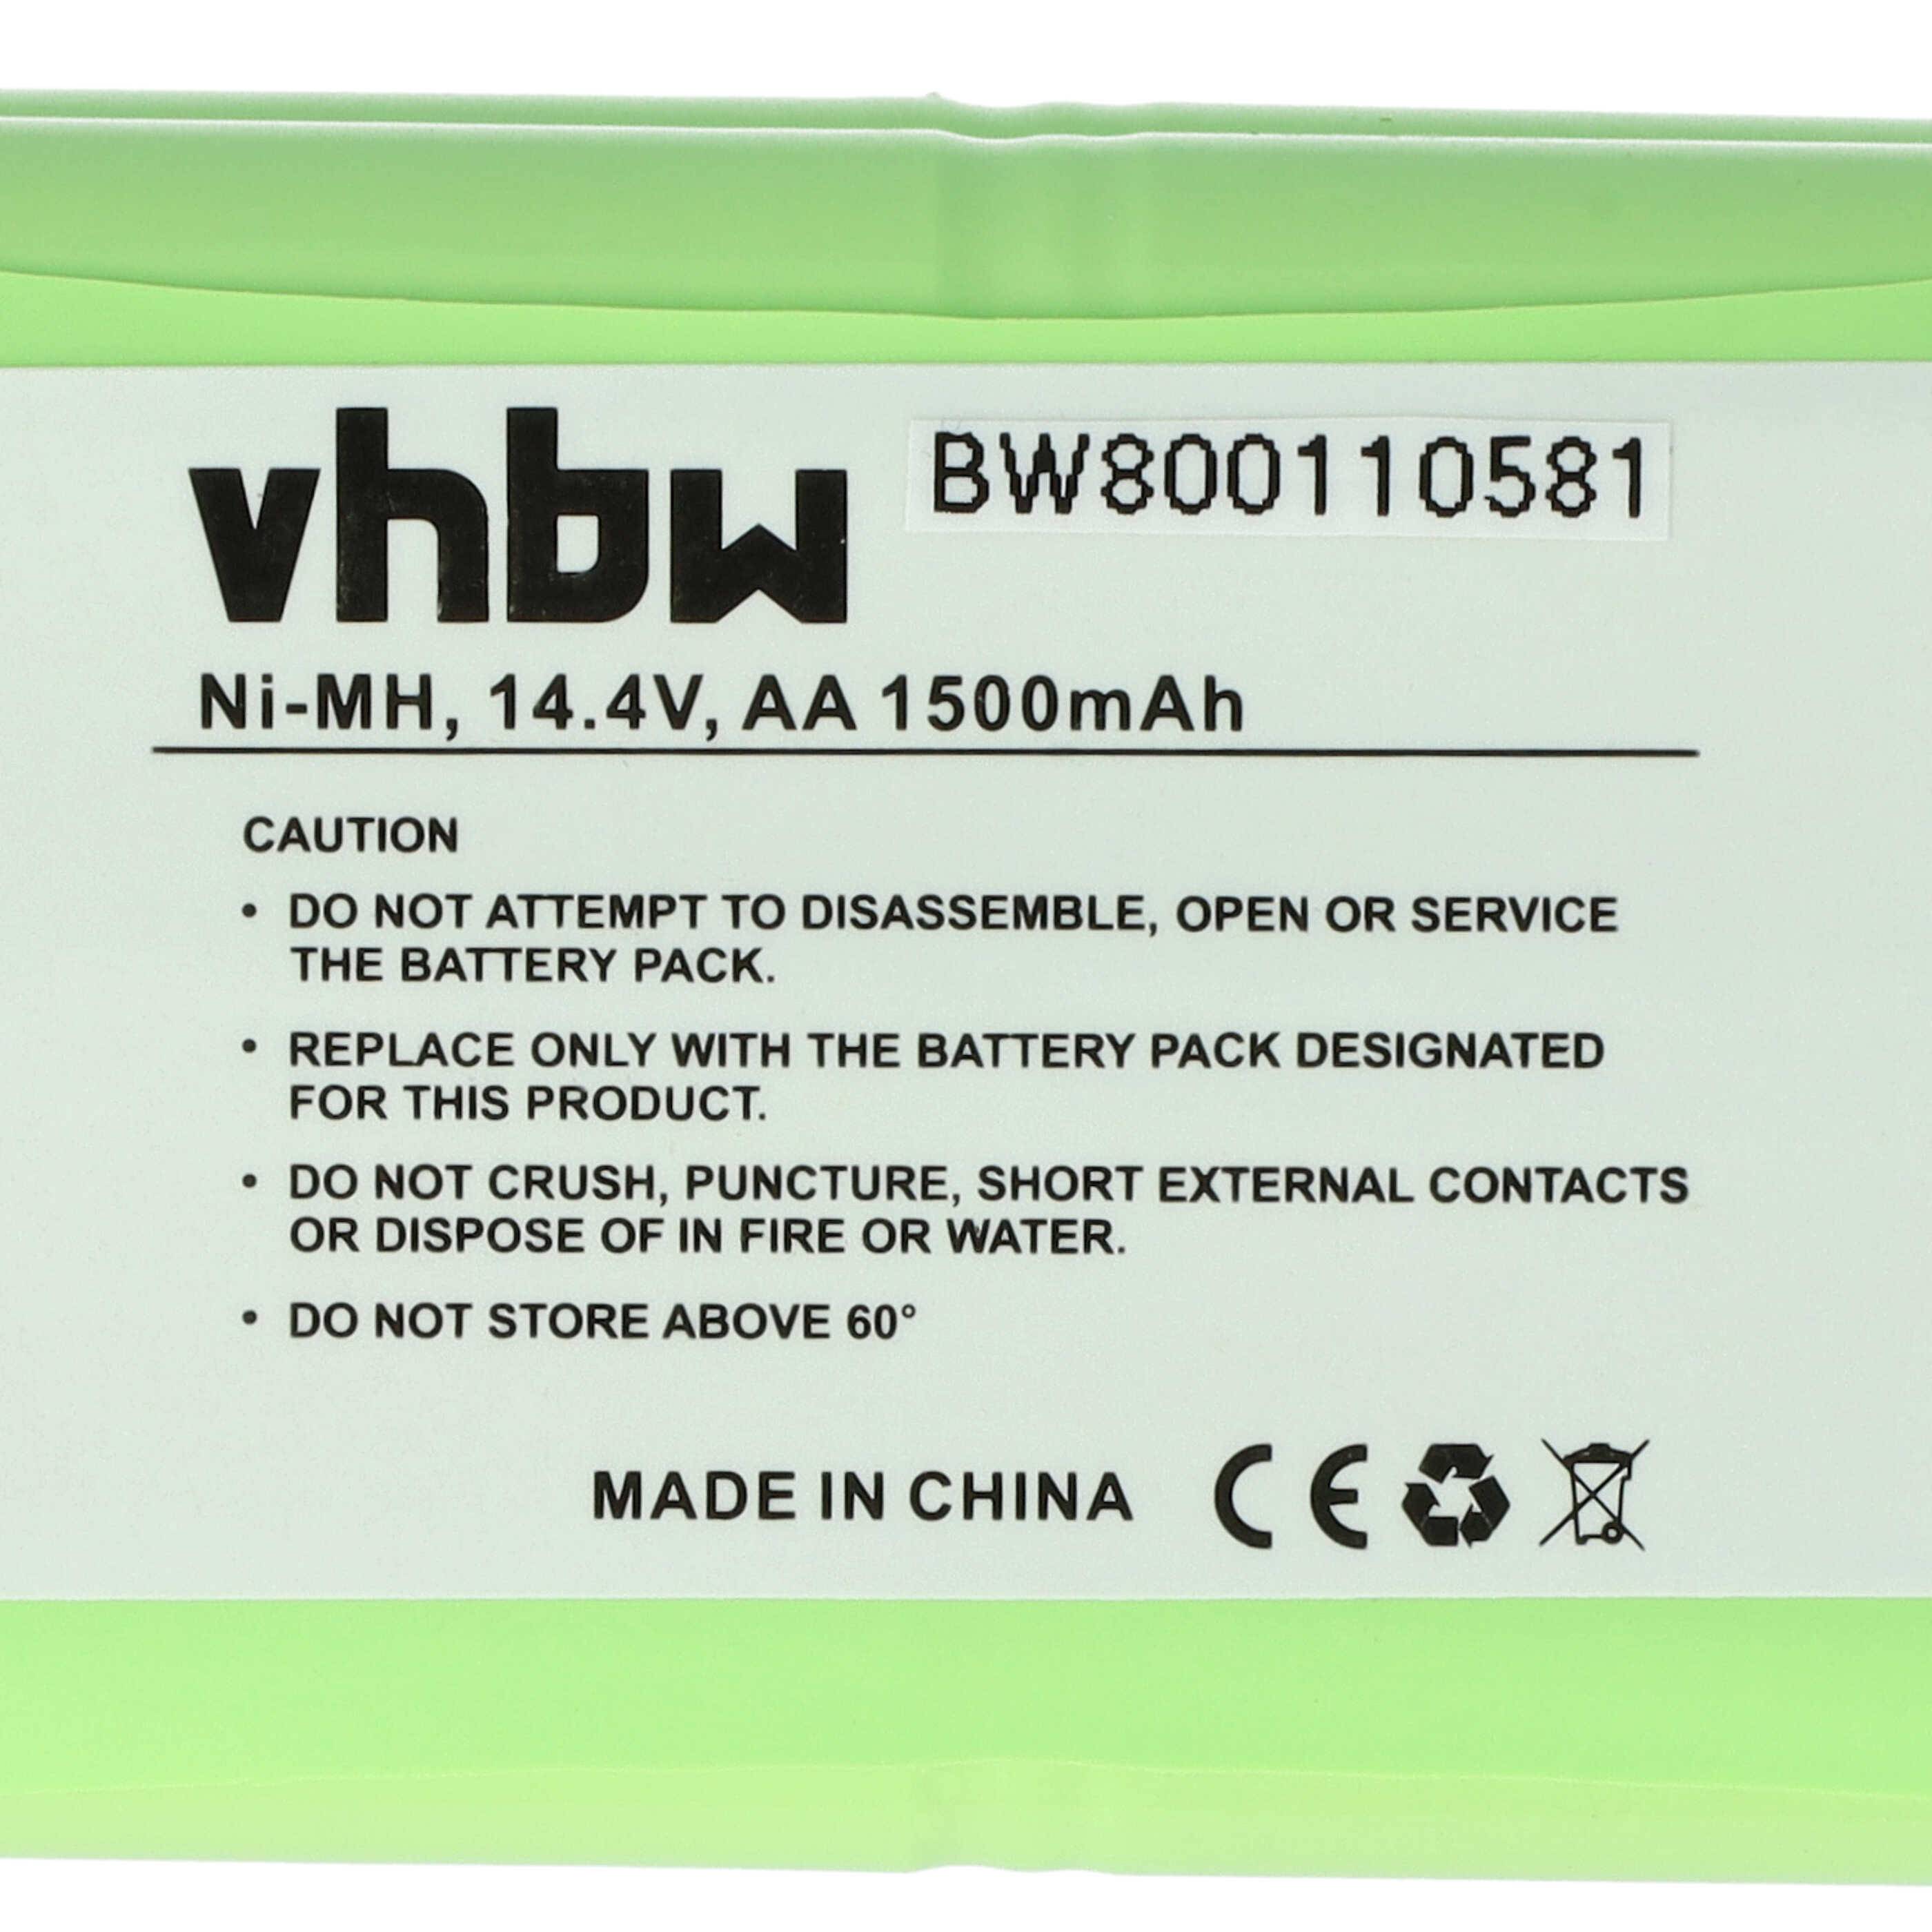 vhbw
BW800110581
Ni-MH, 14.4V, AA 1500mAh
CAUTION
• DO NOT ATTEMPT TO DISASSEMBLE, OPEN OR SERVICE
THE BATTERY PACK.
• REPLACE ONLY WITH THE BATTERY PACK DESIGNATED
FOR THIS PRODUCT.
• DO NOT CRUSH, PUNCTURE, SHORT EXTERNAL CONTACTS
OR DISPOSE OF IN FIRE OR WATER.
• DO NOT STORE ABOVE 60°
MADE IN CHINA CE